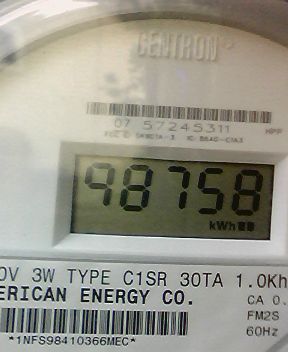 CENTRON
07 57245311 HPP
98758
kWh
0V 3W TYPE C1SR 30TA 1.0Kh
ERICAN ENERGY CO. CA 0.
FM2S
60Hz
*1NFS98410366MEC*